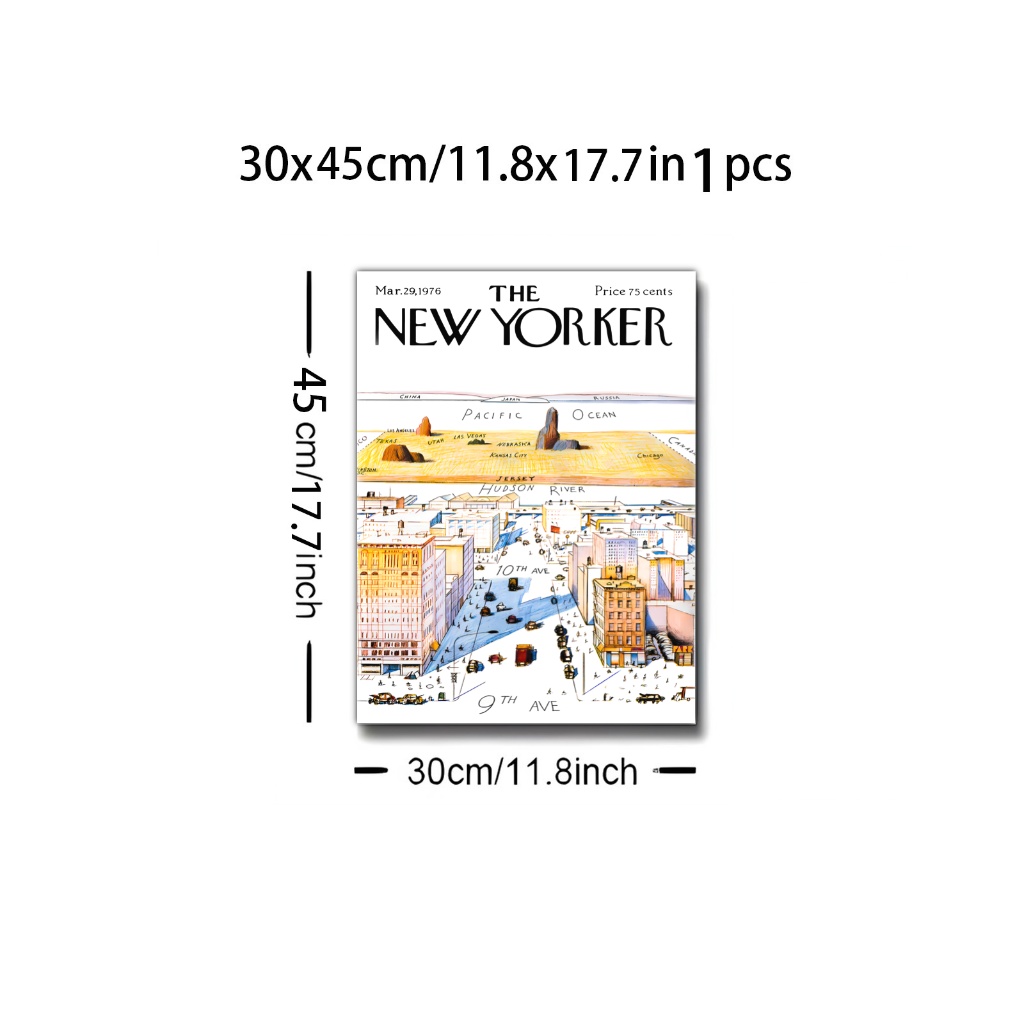 30x45cm/11.8x17.7in 1 pcs
45cm/17.7inch
Mar.29,1976
THE
Price 75 cents
NEW YORKER
CHINA JAPAN RUSSIA
PACIFIC OCEAN
LOS ANGELES
TEXAS UTAH LAS VEGAS NEBRASKA
KANSAS CITY Chicago
JERSEY
HUDSON RIVER
10TH AVE
9TH AVE
30cm/11.8inch